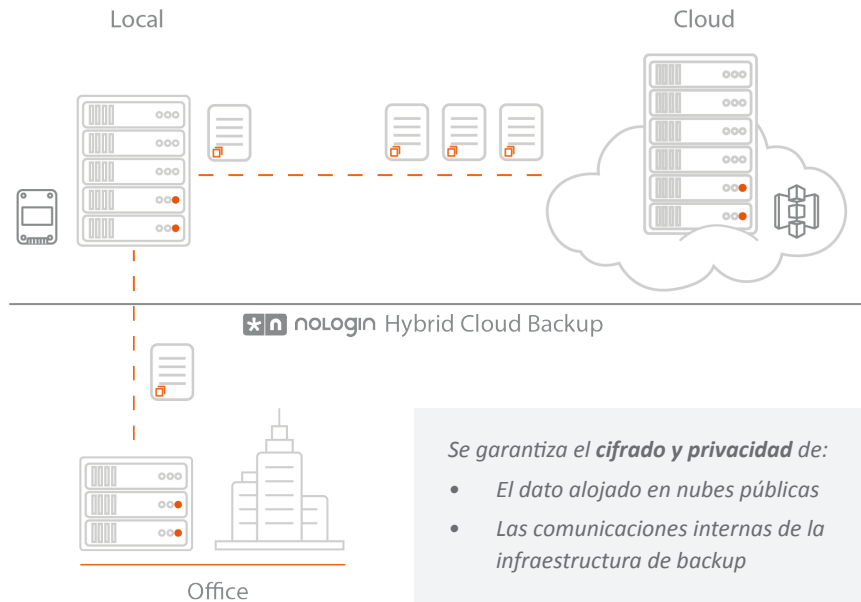 Local
Cloud
nologin Hybrid Cloud Backup
Se garantiza el cifrado y privacidad de:
• El dato alojado en nubes públicas
• Las comunicaciones internas de la
infraestructura de backup
Office